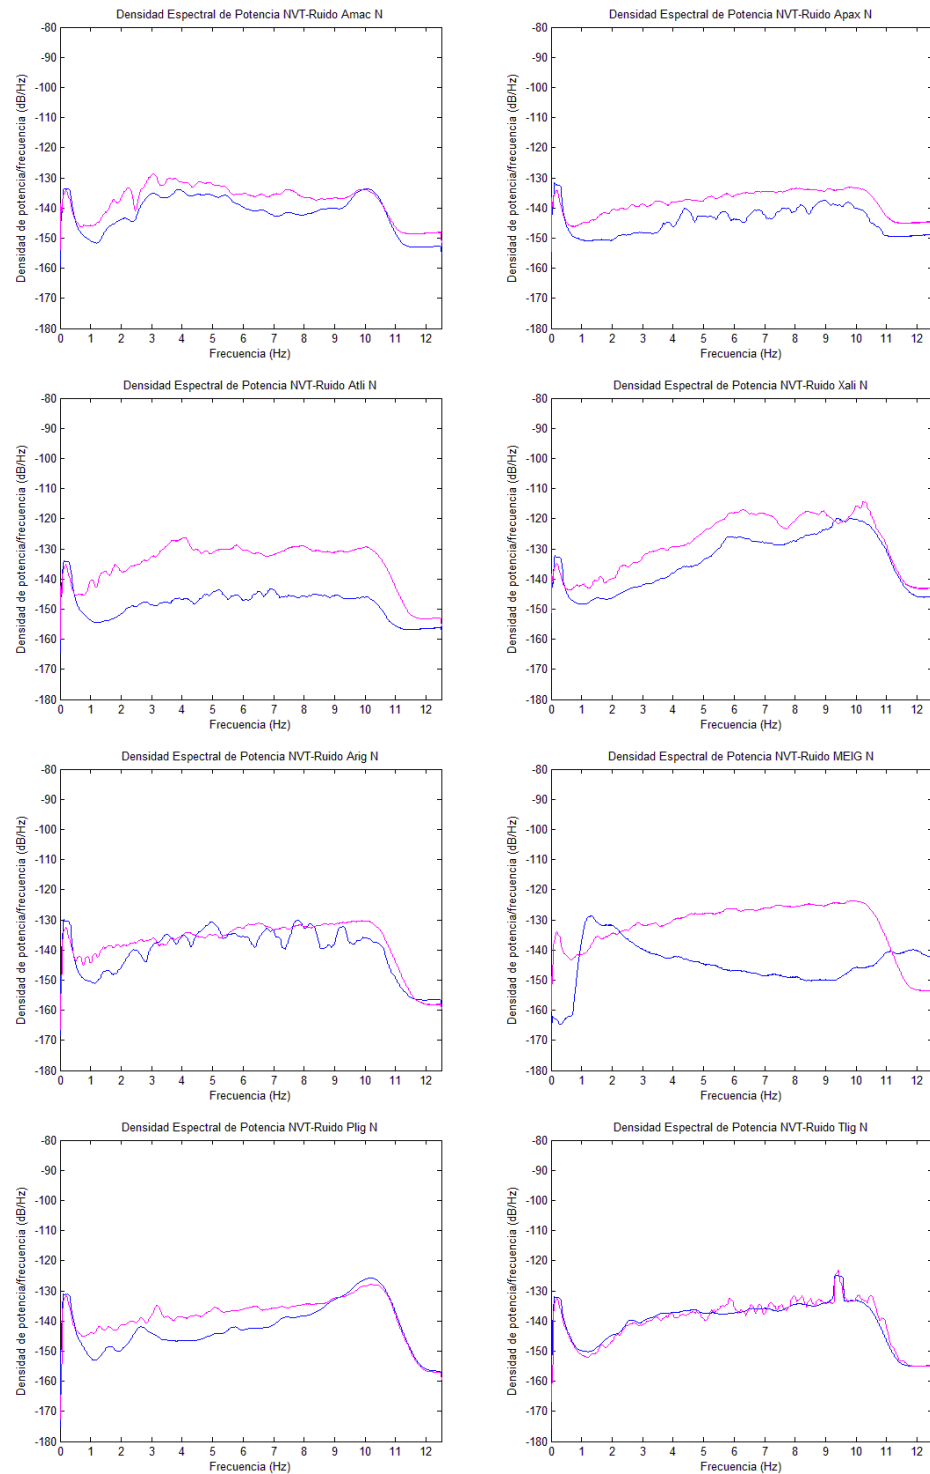 Densidad Espectral de Potencia NVT-Ruido Amac N
-80
-90
-100
-110
-120
-130
-140
-150
-160
-170
-180
Densidad de potencia/frecuencia (dB/Hz)
0 1 2 3 4 5 6 7 8 9 10 11 12
Frecuencia (Hz)
Densidad Espectral de Potencia NVT-Ruido Apax N
-80
-90
-100
-110
-120
-130
-140
-150
-160
-170
-180
Densidad de potencia/frecuencia (dB/Hz)
0 1 2 3 4 5 6 7 8 9 10 11 12
Frecuencia (Hz)
Densidad Espectral de Potencia NVT-Ruido Atli N
-80
-90
-100
-110
-120
-130
-140
-150
-160
-170
-180
Densidad de potencia/frecuencia (dB/Hz)
0 1 2 3 4 5 6 7 8 9 10 11 12
Frecuencia (Hz)
Densidad Espectral de Potencia NVT-Ruido Xali N
-80
-90
-100
-110
-120
-130
-140
-150
-160
-170
-180
Densidad de potencia/frecuencia (dB/Hz)
0 1 2 3 4 5 6 7 8 9 10 11 12
Frecuencia (Hz)
Densidad Espectral de Potencia NVT-Ruido Arig N
-80
-90
-100
-110
-120
-130
-140
-150
-160
-170
-180
Densidad de potencia/frecuencia (dB/Hz)
0 1 2 3 4 5 6 7 8 9 10 11 12
Frecuencia (Hz)
Densidad Espectral de Potencia NVT-Ruido MEIG N
-80
-90
-100
-110
-120
-130
-140
-150
-160
-170
-180
Densidad de potencia/frecuencia (dB/Hz)
0 1 2 3 4 5 6 7 8 9 10 11 12
Frecuencia (Hz)
Densidad Espectral de Potencia NVT-Ruido Plig N
-80
-90
-100
-110
-120
-130
-140
-150
-160
-170
-180
Densidad de potencia/frecuencia (dB/Hz)
0 1 2 3 4 5 6 7 8 9 10 11 12
Frecuencia (Hz)
Densidad Espectral de Potencia NVT-Ruido Tlig N
-80
-90
-100
-110
-120
-130
-140
-150
-160
-170
-180
Densidad de potencia/frecuencia (dB/Hz)
0 1 2 3 4 5 6 7 8 9 10 11 12
Frecuencia (Hz)